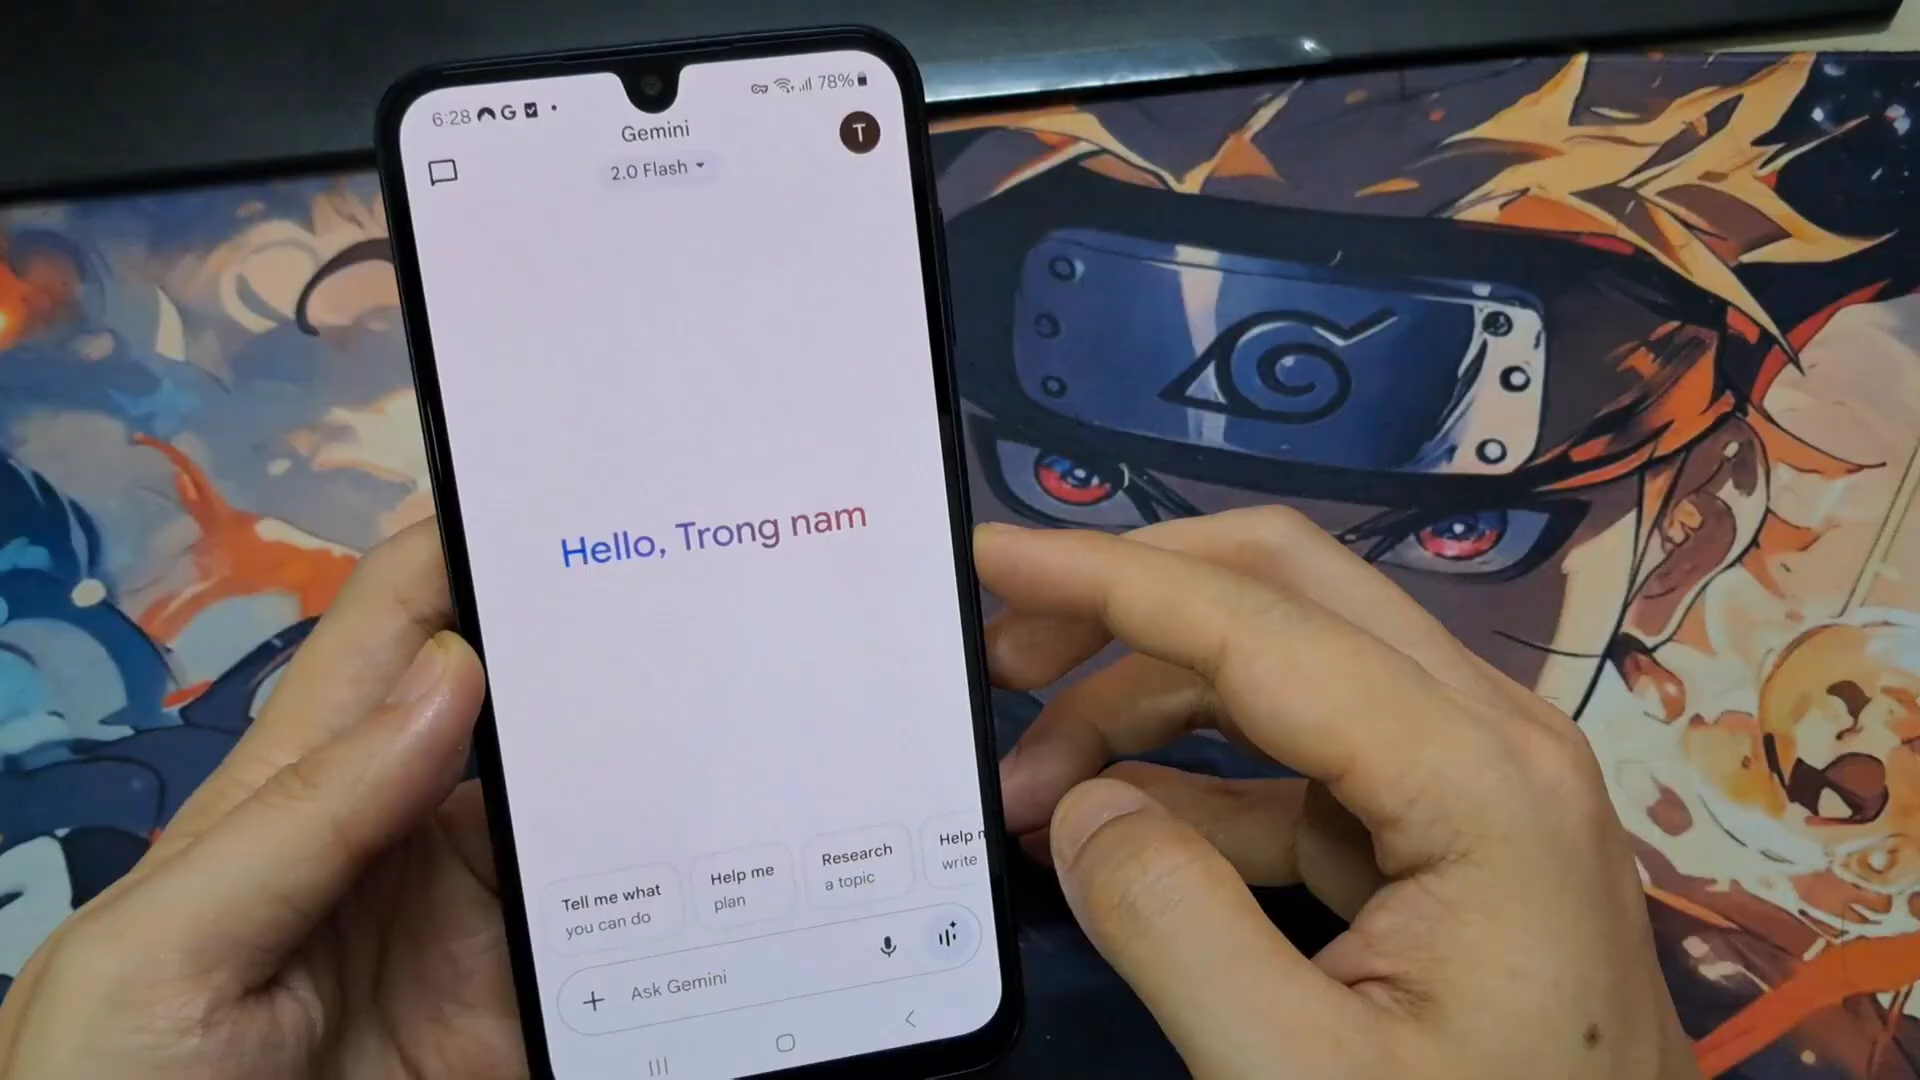 6:28 G 78%
Gemini
T
2.0 Flash
Hello, Trong nam
Tell me what
you can do
Help me
plan
Research
a topic
Help
write
Ask Gemini